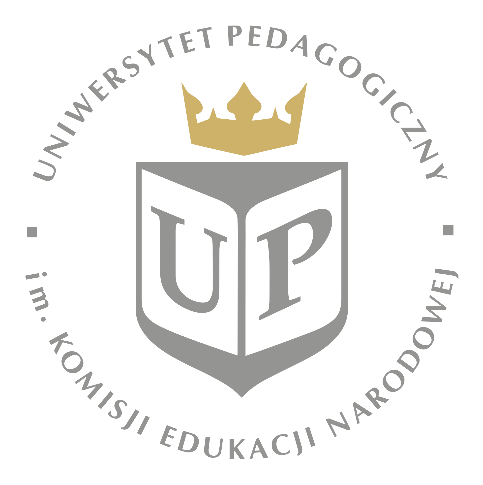 UNIWERSYTET PEDAGOGICZNY
UP
im. KOMISJI EDUKACJI NARODOWEJ